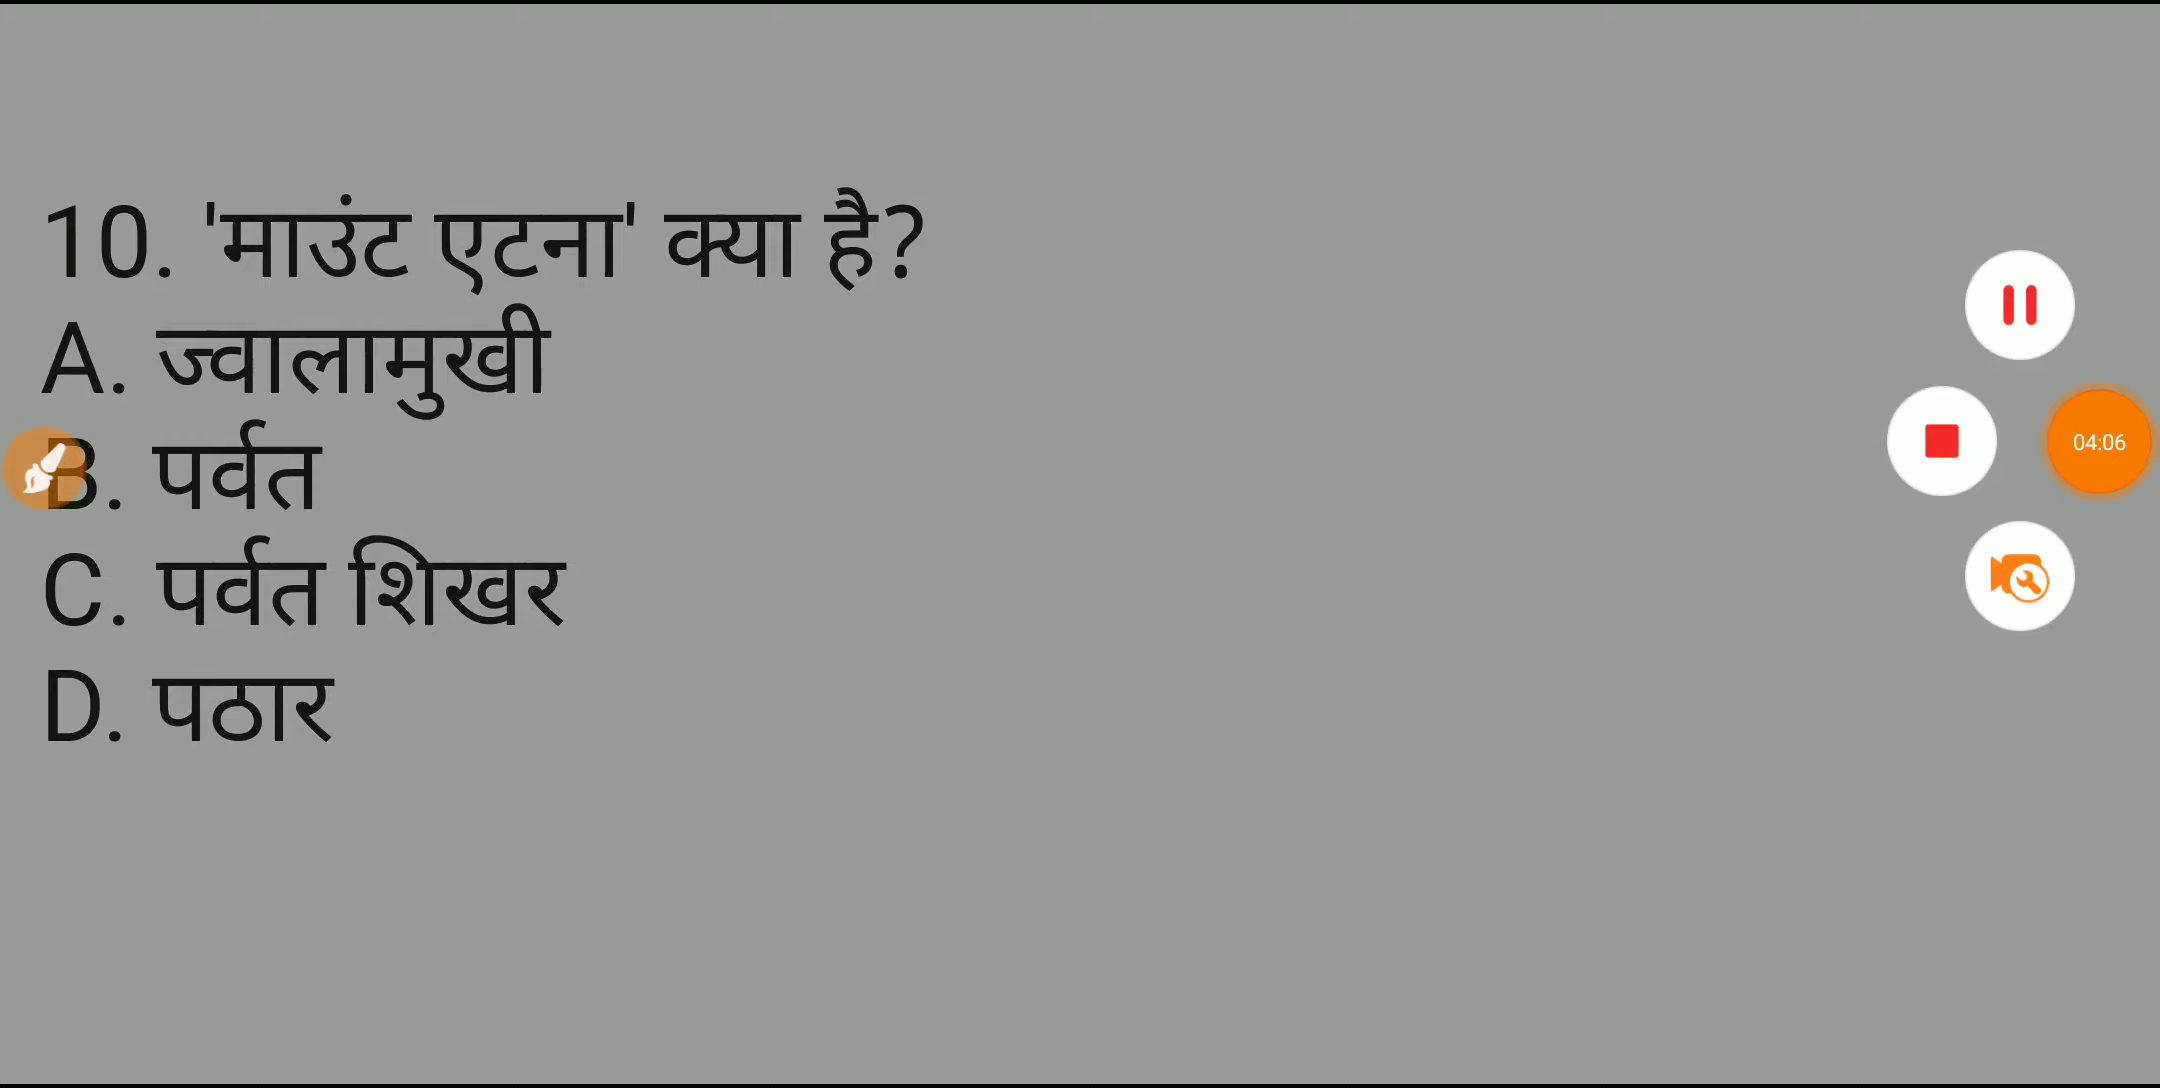 10. 'माउंट एटना' क्या है?
A. ज्वालामुखी
B. पर्वत
C. पर्वत शिखर
D. पठार
04:06